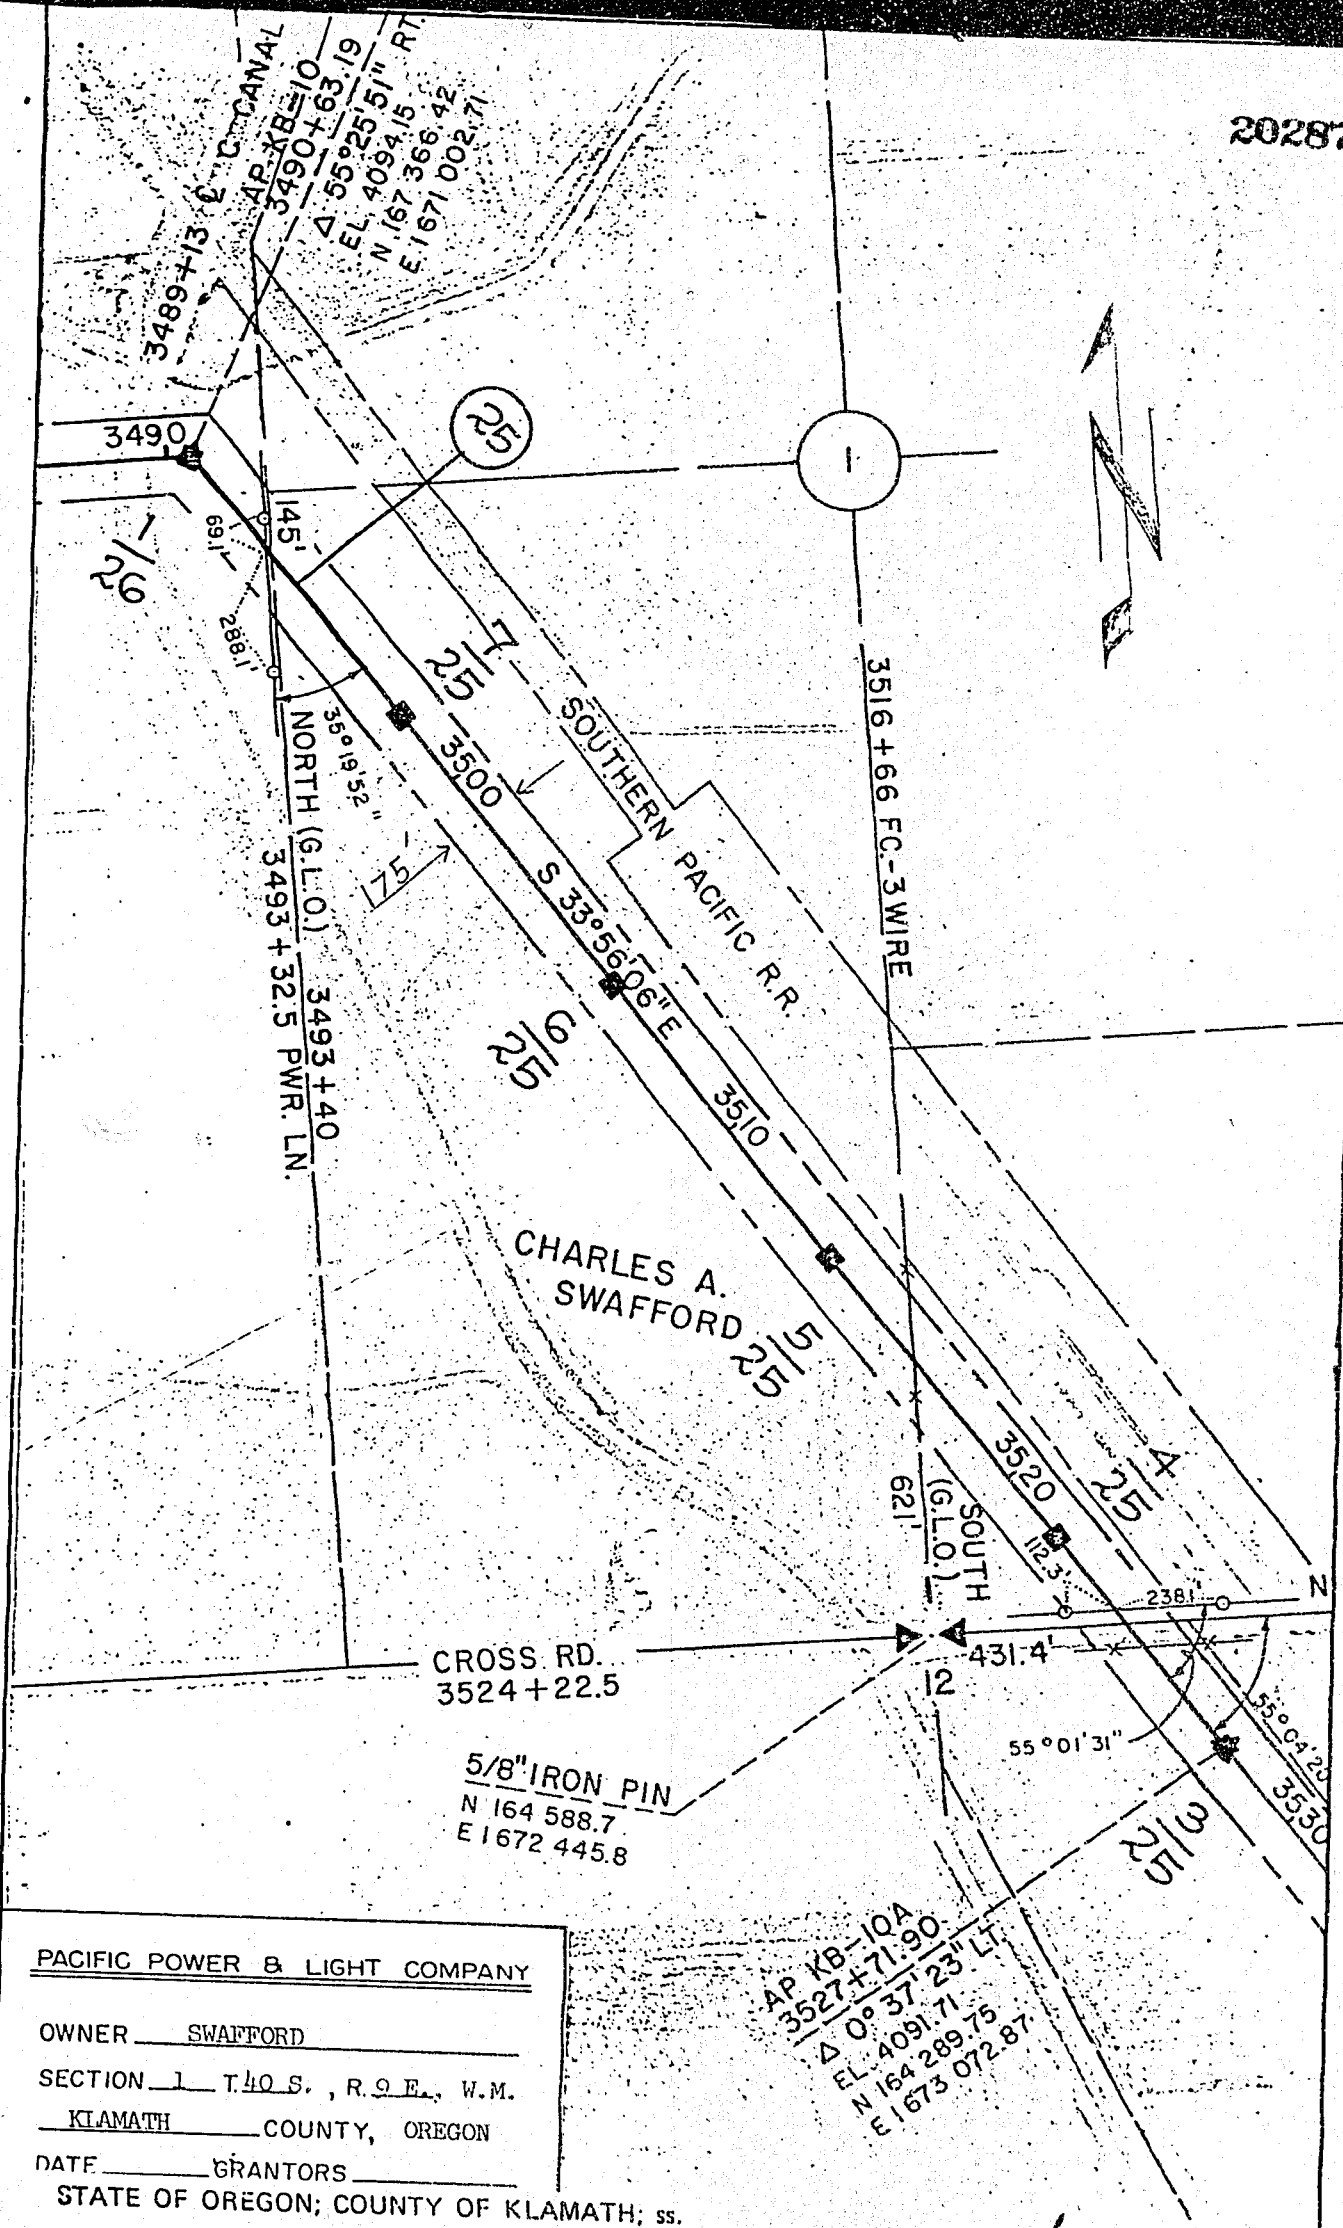 20287
3489+13 ℄ C CANAL
AP KB-10
3490+63.19
Δ 55°25'51" RT.
EL. 4094.15
N 167 366.42
E 1671 002.71
3490
25
1
1/26
145'
69.1'
288.1'
7/25
35°19'52"
3500
SOUTHERN PACIFIC R.R.
3516+66 FC.-3 WIRE
NORTH (G.L.O.) 3493+40
3493+32.5 PWR. LN.
175'
S 33°56'06" E
6/25
3510
CHARLES A.
SWAFFORD
5/25
3520
4/25
SOUTH
(G.L.O.)
621'
112.3'
238.1'
N
CROSS RD.
3524+22.5
431.4'
12
55°01'31"
55°04'23
3530
3/25
5/8" IRON PIN
N 164 588.7
E 1672 445.8
AP KB-10A
3527+71.90
Δ 0°37'23" LT.
EL. 4091.71
N 164 289.75
E 1673 072.87
PACIFIC POWER & LIGHT COMPANY
OWNER SWAFFORD
SECTION 1 T.40 S., R.9 E., W.M.
KLAMATH COUNTY, OREGON
DATE GRANTORS
STATE OF OREGON; COUNTY OF KLAMATH; ss.